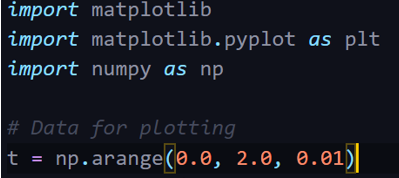 import matplotlib
import matplotlib.pyplot as plt
import numpy as np
# Data for plotting
t = np.arange(0.0, 2.0, 0.01)